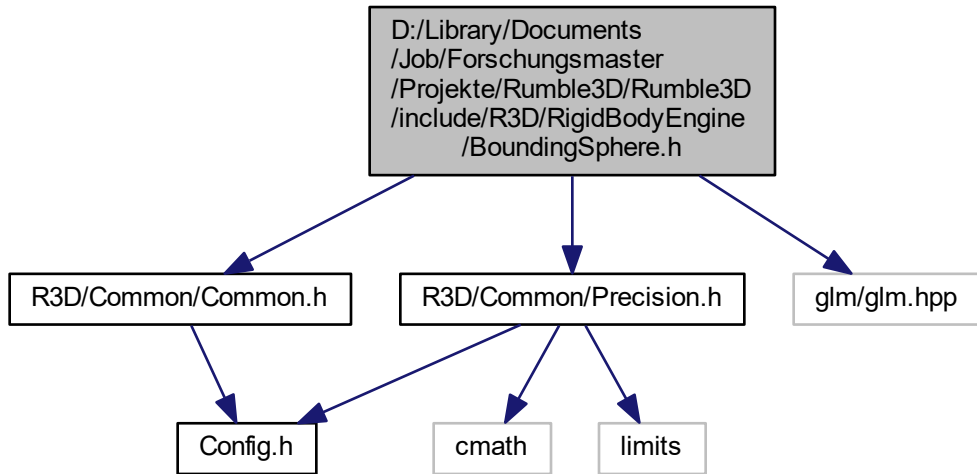 D:/Library/Documents
/Job/Forschungsmaster
/Projekte/Rumble3D/Rumble3D
/include/R3D/RigidBodyEngine
/BoundingSphere.h
R3D/Common/Common.h
R3D/Common/Precision.h
glm/glm.hpp
Config.h
cmath
limits